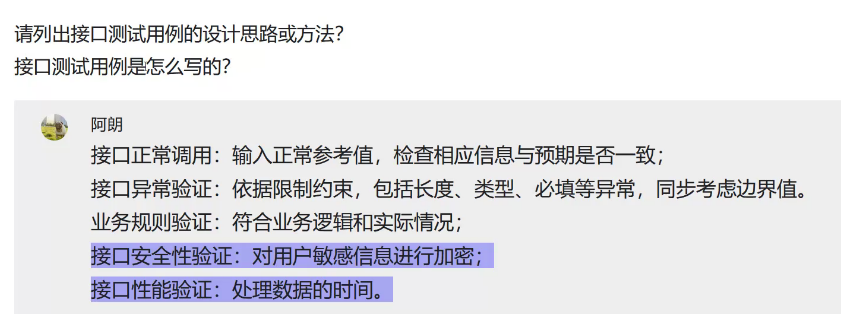 请列出接口测试用例的设计思路或方法？
接口测试用例是怎么写的？
阿朗
接口正常调用：输入正常参考值，检查相应信息与预期是否一致；
接口异常验证：依据限制约束，包括长度、类型、必填等异常，同步考虑边界值。
业务规则验证：符合业务逻辑和实际情况；
接口安全性验证：对用户敏感信息进行加密；
接口性能验证：处理数据的时间。